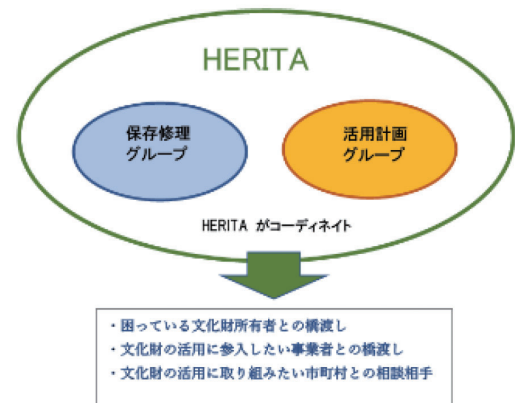 HERITA
保存修理
グループ
活用計画
グループ
HERITA がコーディネイト
・困っている文化財所有者との橋渡し
・文化財の活用に参入したい事業者との橋渡し
・文化財の活用に取り組みたい市町村との相談相手